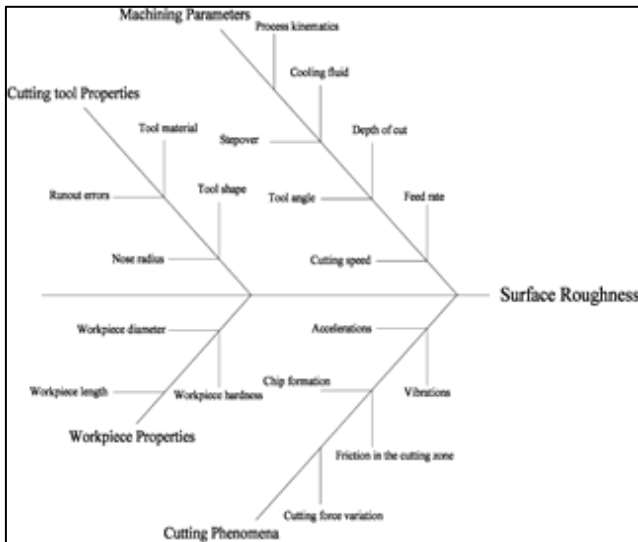 Machining Parameters
Process kinematics
Cooling fluid
Cutting tool Properties
Tool material
Stepover
Depth of cut
Runout errors
Tool shape
Tool angle
Feed rate
Nose radius
Cutting speed
Surface Roughness
Workpiece diameter
Accelerations
Workpiece length
Workpiece hardness
Chip formation
Vibrations
Workpiece Properties
Friction in the cutting zone
Cutting force variation
Cutting Phenomena